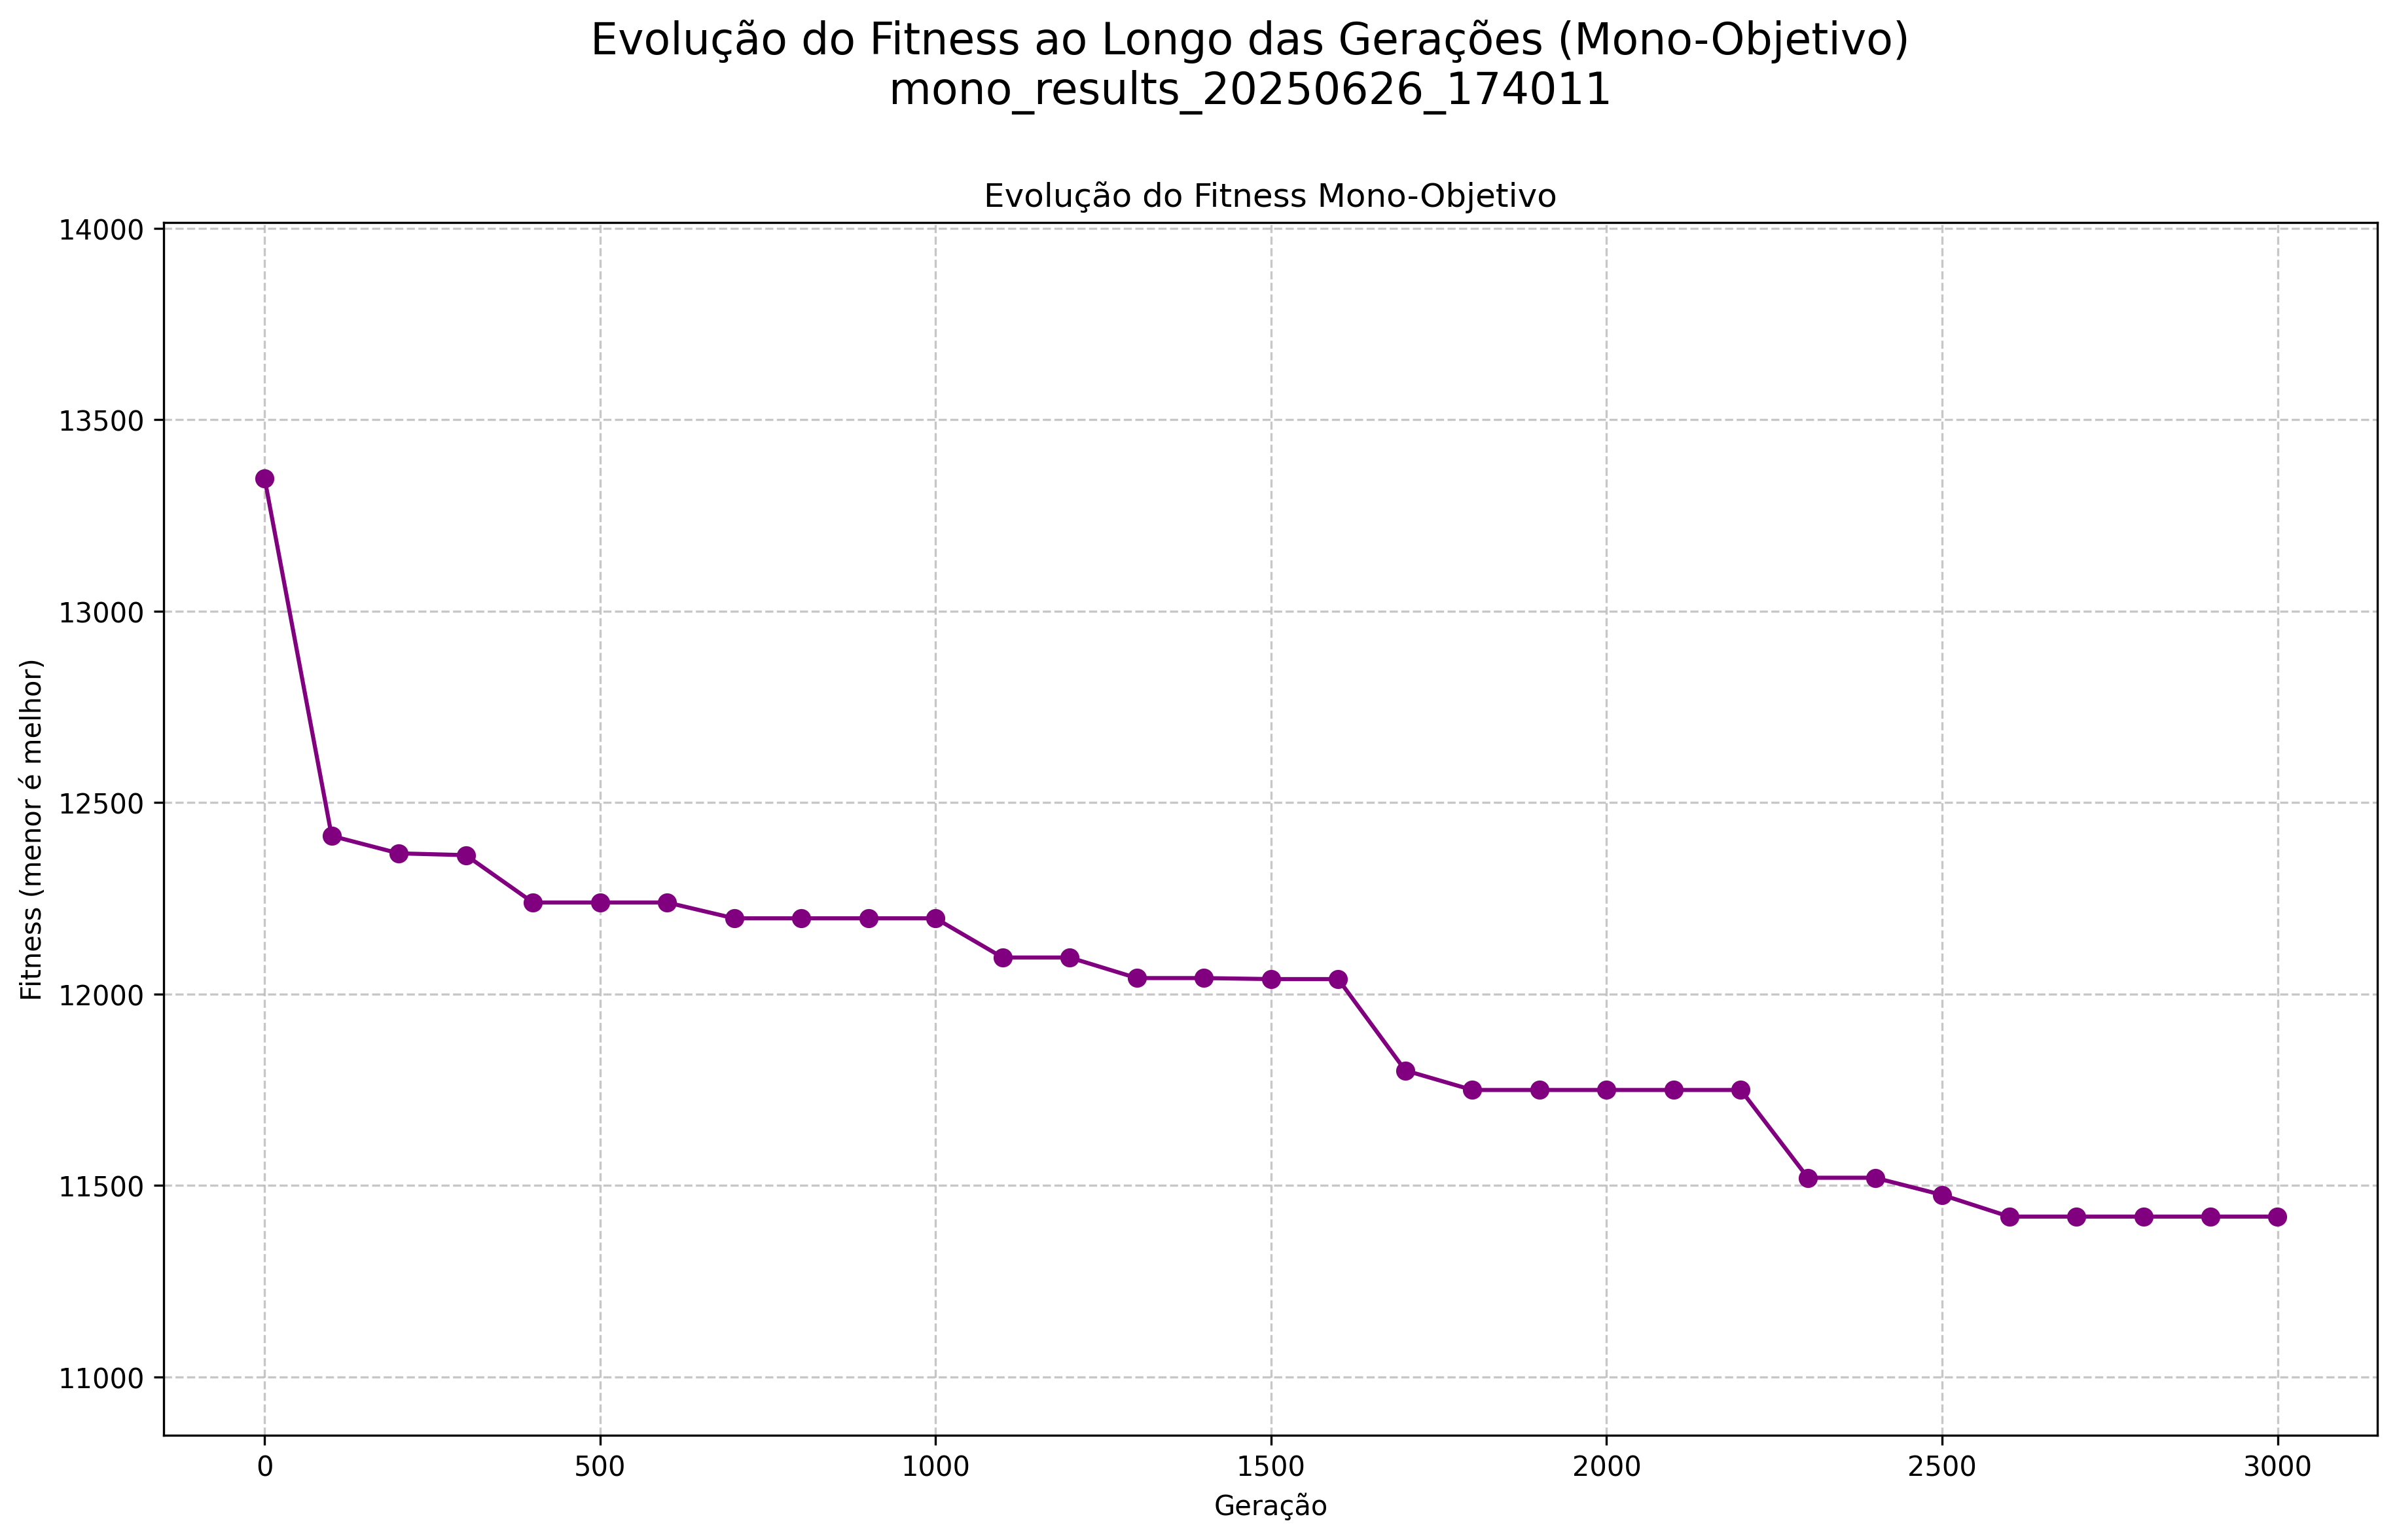 Evolução do Fitness ao Longo das Gerações (Mono-Objetivo)
mono_results_20250626_174011
Evolução do Fitness Mono-Objetivo
14000
13500
13000
12500
12000
11500
11000
Fitness (menor é melhor)
0
500
1000
1500
2000
2500
3000
Geração